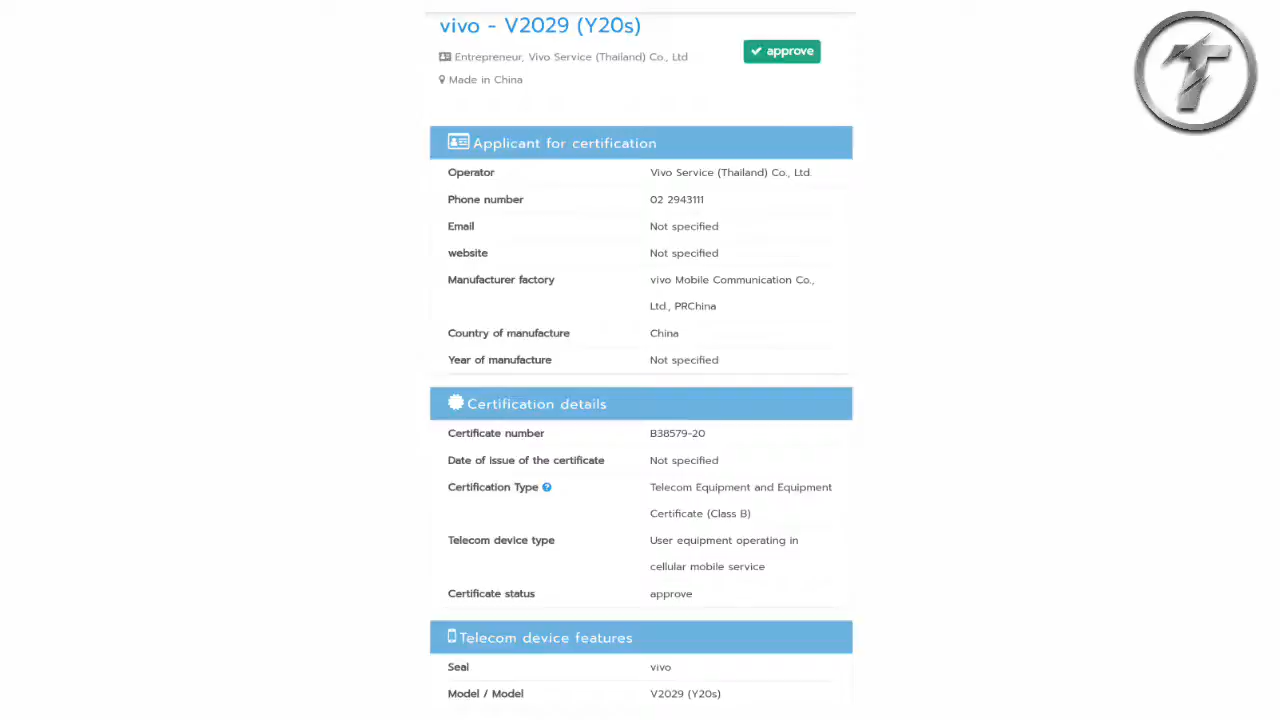 vivo - V2029 (Y20s)
approve
Entrepreneur, Vivo Service (Thailand) Co., Ltd
Made in China
Applicant for certification
Operator Vivo Service (Thailand) Co., Ltd.
Phone number 02 2943111
Email Not specified
website Not specified
Manufacturer factory vivo Mobile Communication Co.,
Ltd., PRChina
Country of manufacture China
Year of manufacture Not specified
Certification details
Certificate number B38579-20
Date of issue of the certificate Not specified
Certification Type ? Telecom Equipment and Equipment
Certificate (Class B)
Telecom device type User equipment operating in
cellular mobile service
Certificate status approve
Telecom device features
Seal vivo
Model / Model V2029 (Y20s)
T